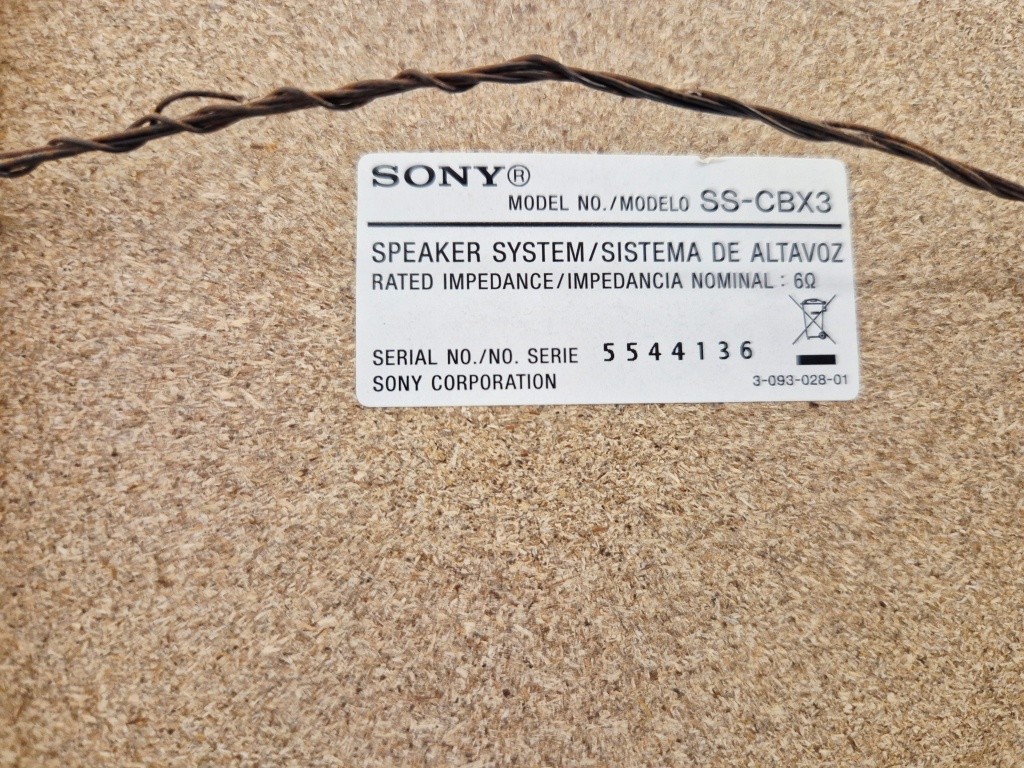 SONY®
MODEL NO./MODELO SS-CBX3
SPEAKER SYSTEM/SISTEMA DE ALTAVOZ
RATED IMPEDANCE/IMPEDANCIA NOMINAL : 6Ω
SERIAL NO./NO. SERIE 5544136
SONY CORPORATION 3-093-028-01